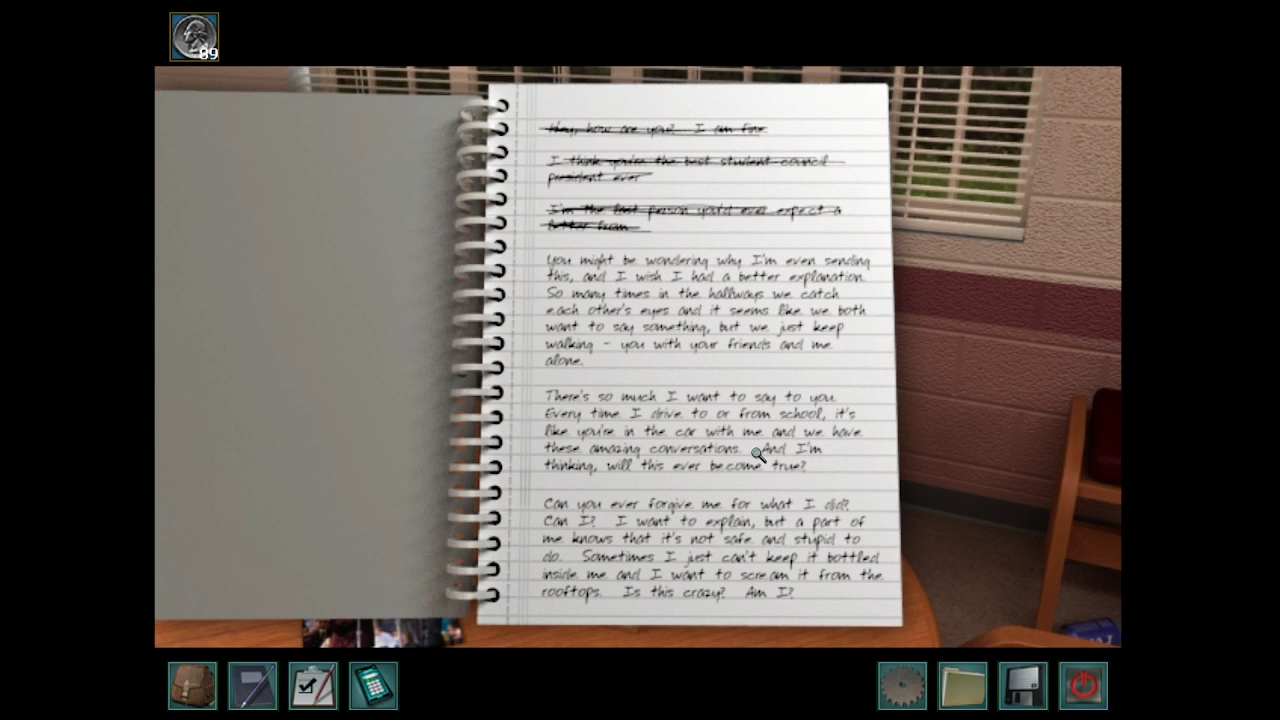 89
Hey, how are you? I am fine
I think you're the best student council
president ever
I'm the last person you'd ever expect a
letter from
You might be wondering why I'm even sending
this, and I wish I had a better explanation.
So many times in the hallways we catch
each other's eyes and it seems like we both
want to say something, but we just keep
walking - you with your friends and me
alone.
There's so much I want to say to you.
Every time I drive to or from school, it's
like you're in the car with me and we have
these amazing conversations. And I'm
thinking, will this ever become true?
Can you ever forgive me for what I did?
Can I? I want to explain, but a part of
me knows that it's not safe and stupid to
do. Sometimes I just can't keep it bottled
inside me and I want to scream it from the
rooftops. Is this crazy? Am I?